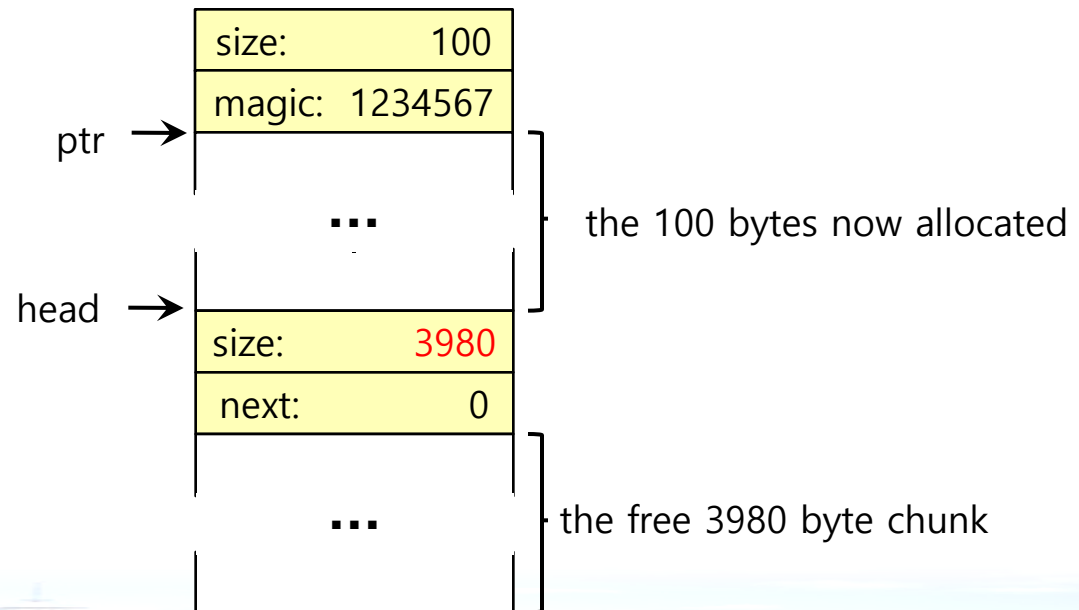 size: 100
magic: 1234567
ptr
...
the 100 bytes now allocated
head
size: 3980
next: 0
...
the free 3980 byte chunk